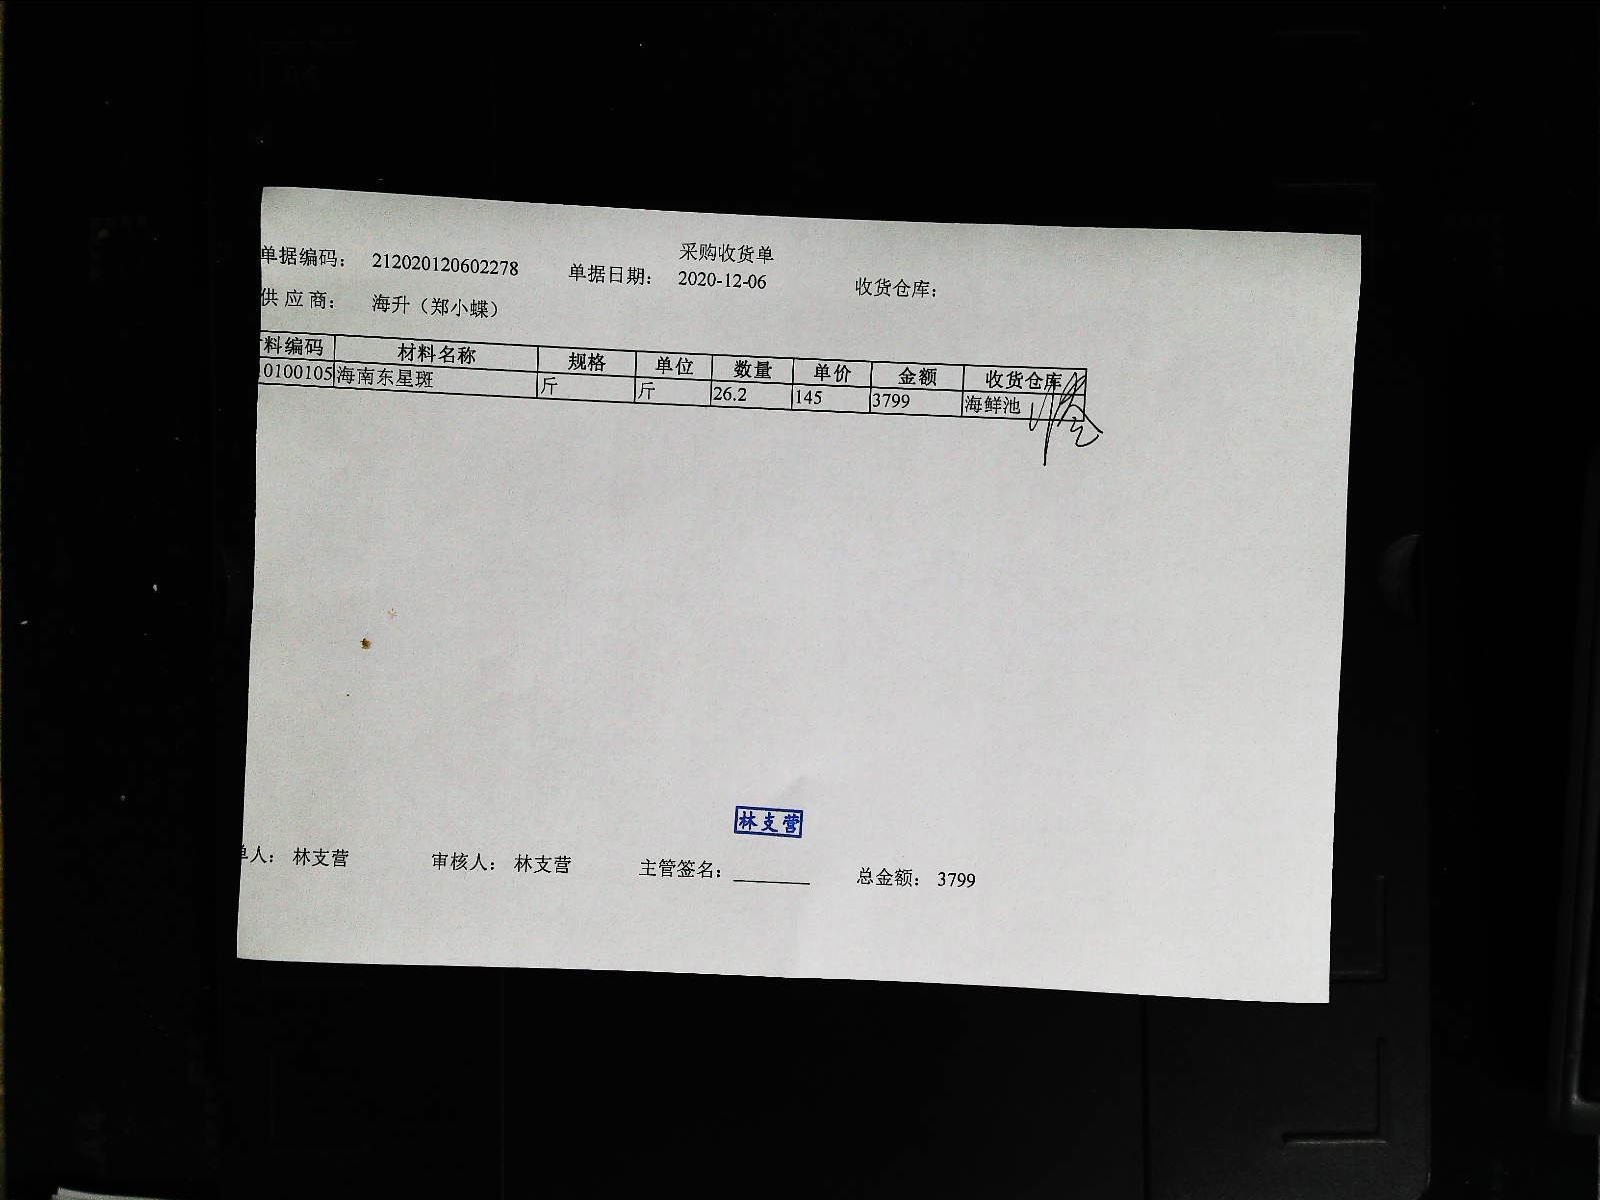 采购收货单
单据编码： 212020120602278 单据日期： 2020-12-06 收货仓库：
供 应 商： 海升（郑小蝶）
料编码 材料名称 规格 单位 数量 单价 金额 收货仓库
0100105 海南东星斑 斤 斤 26.2 145 3799 海鲜池
林支营
单人： 林支营 审核人： 林支营 主管签名： 总金额： 3799